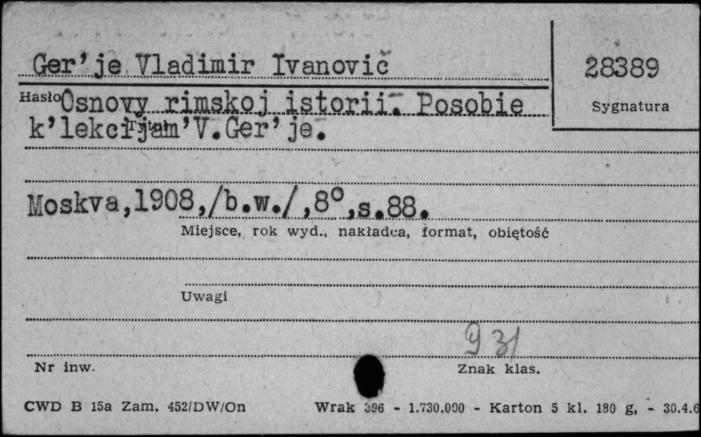 Ger’je Vladimir Ivanovič
28389
Hasło
Osnovy rimskoj istorii. Posobie
Sygnatura
k’lekcijam’V.Ger’je.
Tytuł
Moskva,1908,/b.w./,8°,s.88.
Miejsce, rok wyd., nakładca, format, objętość
Uwagi
931
Nr inw.
Znak klas.
CWD B 15a Zam. 452/DW/On
Wrak 396 - 1.730.000 - Karton 5 kl. 180 g, - 30.4.6